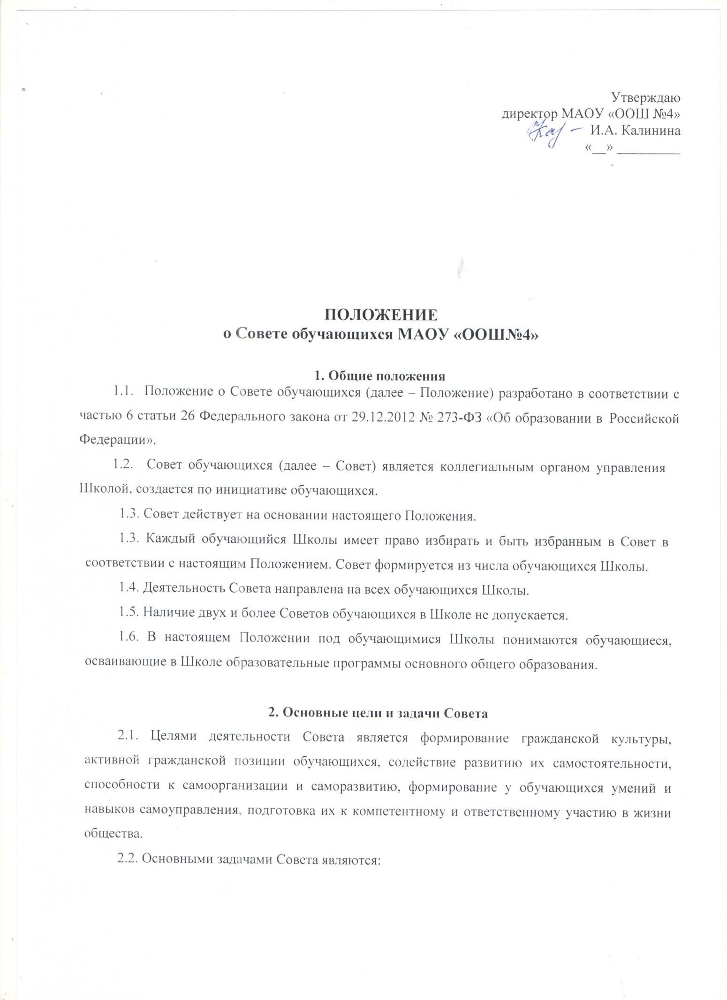 Утверждаю
директор МАОУ «ООШ №4»
И.А. Калинина
«__» _________
ПОЛОЖЕНИЕ
о Совете обучающихся МАОУ «ООШ№4»
1. Общие положения
1.1. Положение о Совете обучающихся (далее – Положение) разработано в соответствии с
частью 6 статьи 26 Федерального закона от 29.12.2012 № 273-ФЗ «Об образовании в Российской
Федерации».
1.2. Совет обучающихся (далее – Совет) является коллегиальным органом управления
Школой, создается по инициативе обучающихся.
1.3. Совет действует на основании настоящего Положения.
1.3. Каждый обучающийся Школы имеет право избирать и быть избранным в Совет в
соответствии с настоящим Положением. Совет формируется из числа обучающихся Школы.
1.4. Деятельность Совета направлена на всех обучающихся Школы.
1.5. Наличие двух и более Советов обучающихся в Школе не допускается.
1.6. В настоящем Положении под обучающимися Школы понимаются обучающиеся,
осваивающие в Школе образовательные программы основного общего образования.
2. Основные цели и задачи Совета
2.1. Целями деятельности Совета является формирование гражданской культуры,
активной гражданской позиции обучающихся, содействие развитию их самостоятельности,
способности к самоорганизации и саморазвитию, формирование у обучающихся умений и
навыков самоуправления, подготовка их к компетентному и ответственному участию в жизни
общества.
2.2. Основными задачами Совета являются: